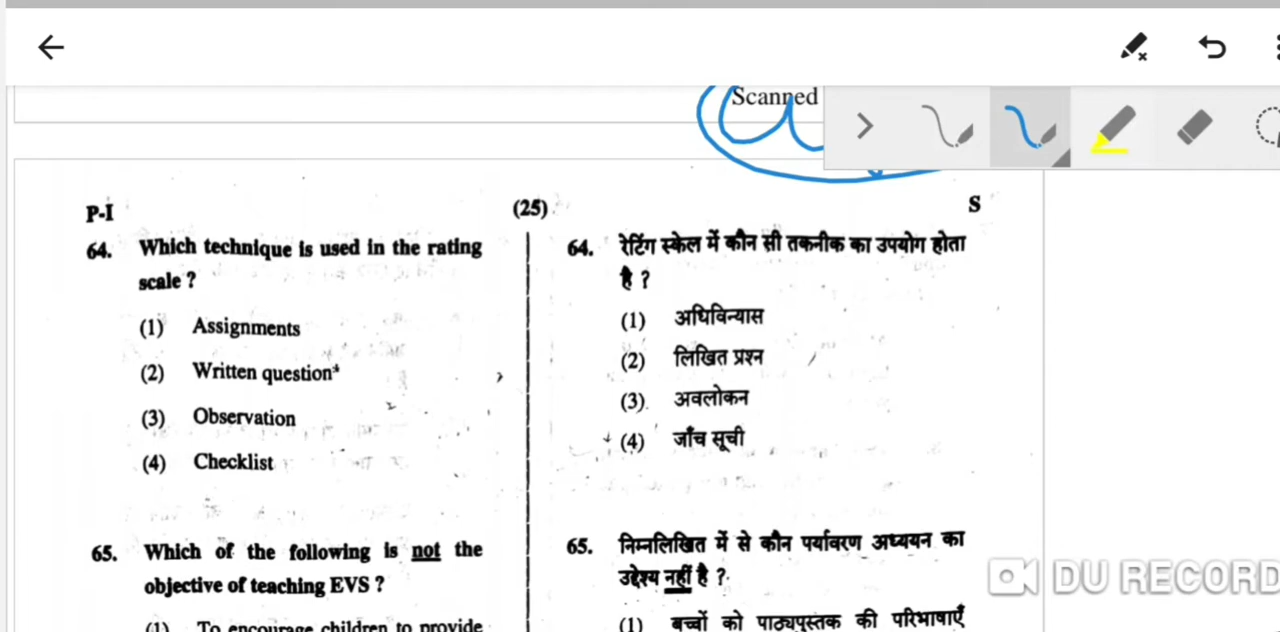 Scanned
P-I
(25)
S
64. Which technique is used in the rating
scale ?
(1) Assignments
(2) Written question
(3) Observation
(4) Checklist
65. Which of the following is not the
objective of teaching EVS ?
(1) To encourage children to provide
64. रेटिंग स्केल में कौन सी तकनीक का उपयोग होता
है ?
(1) अधिविन्यास
(2) लिखित प्रश्न
(3) अवलोकन
(4) जाँच सूची
65. निम्नलिखित में से कौन पर्यावरण अध्ययन का
उद्देश्य नहीं है ?
(1) बच्चों को पाठ्यपुस्तक की परिभाषाएँ
DU RECORD